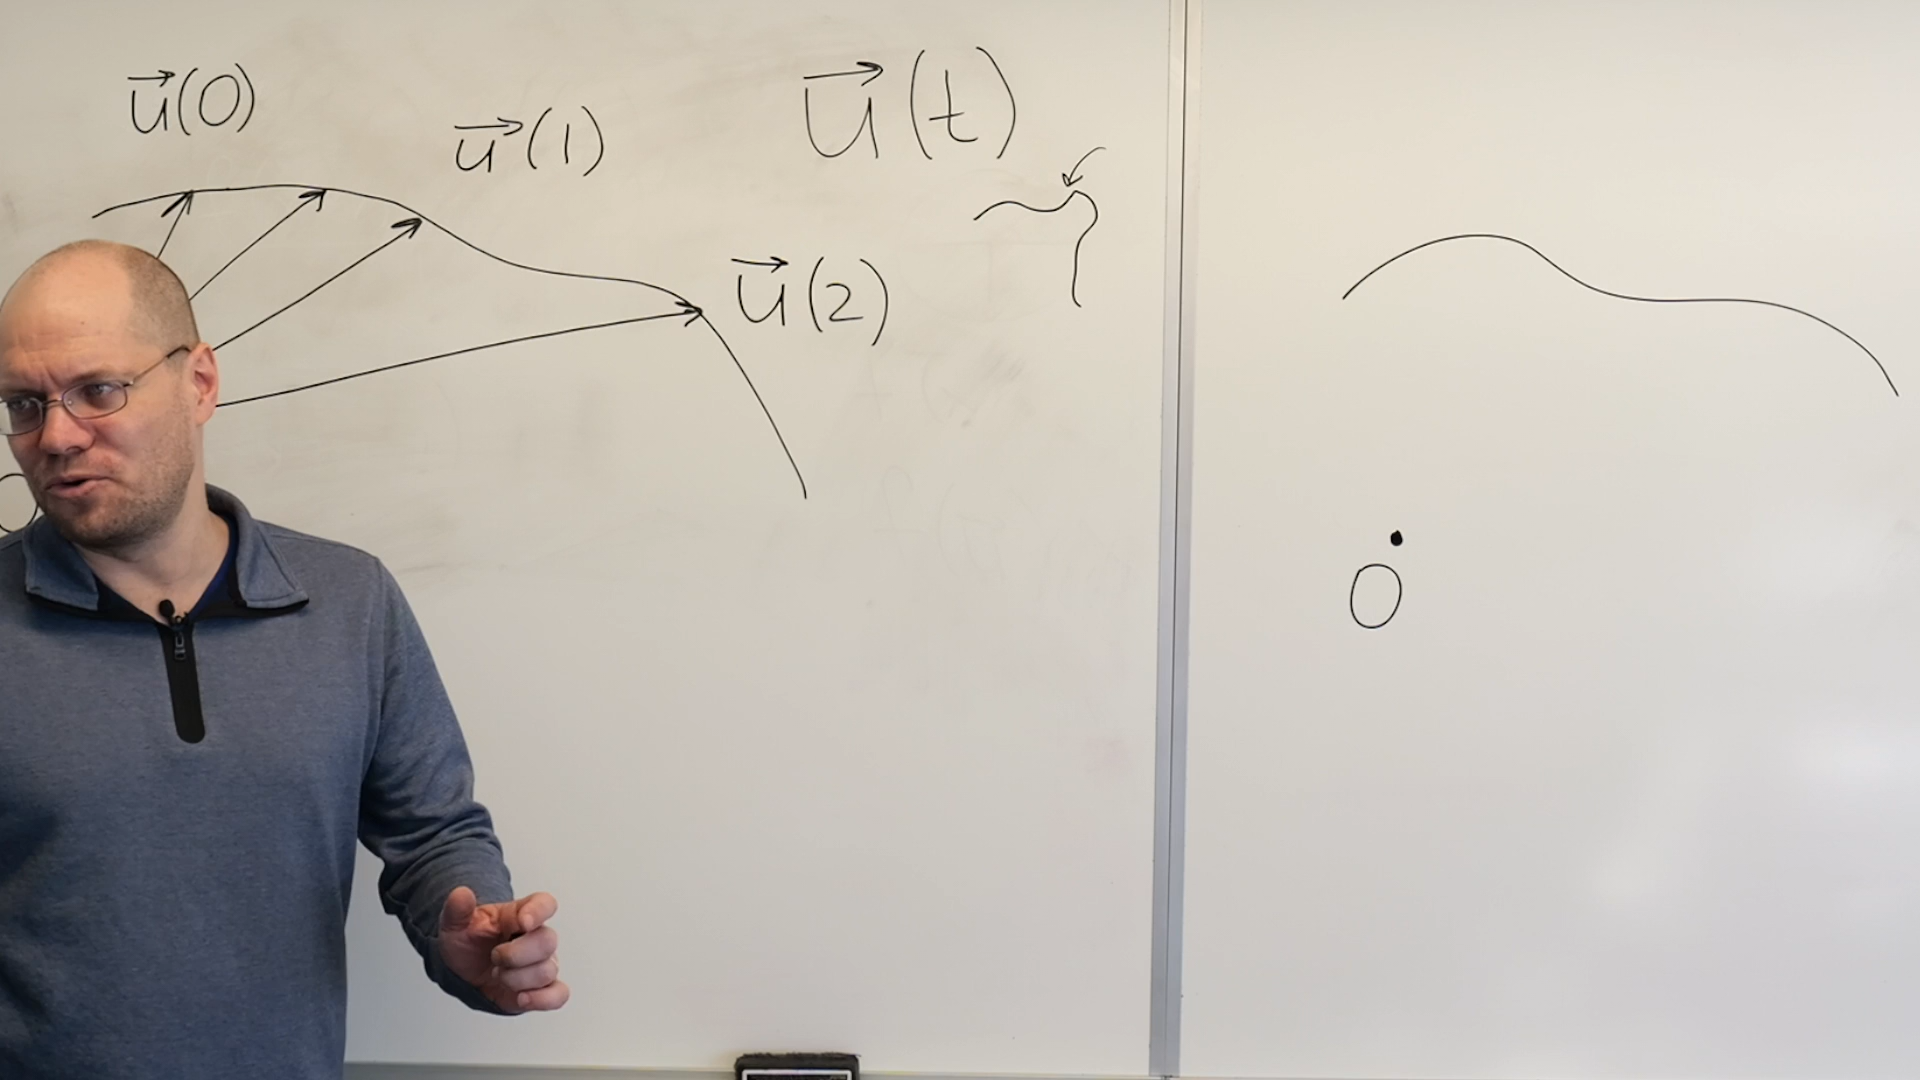 u⃗(0)
u⃗(1)
u⃗(t)
u⃗(2)
O
O